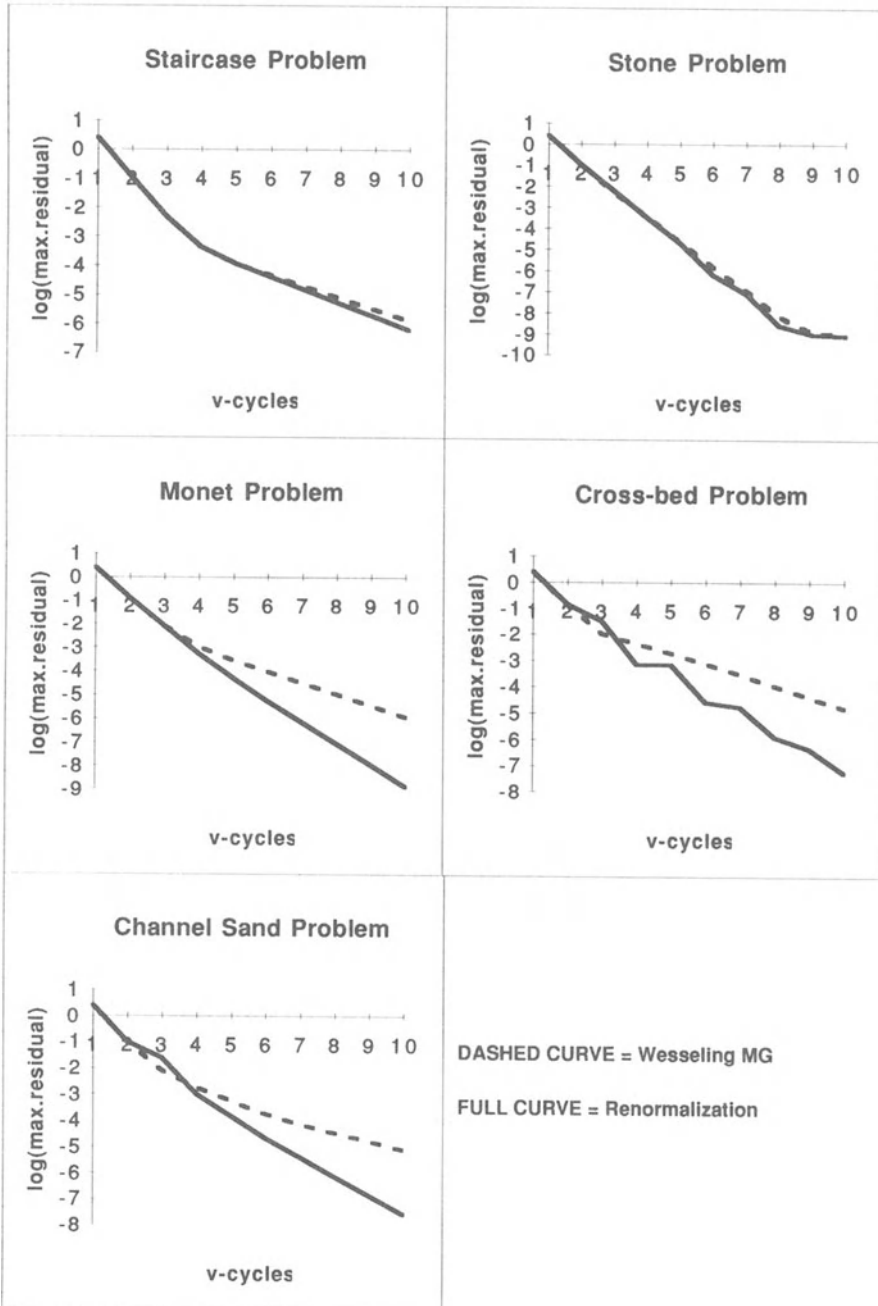 Staircase Problem
1
0
-1
-2
-3
-4
-5
-6
-7
1 2 3 4 5 6 7 8 9 10
log(max.residual)
v-cycles
Stone Problem
1
0
-1
-2
-3
-4
-5
-6
-7
-8
-9
-10
1 2 3 4 5 6 7 8 9 10
log(max.residual)
v-cycles
Monet Problem
1
0
-1
-2
-3
-4
-5
-6
-7
-8
-9
1 2 3 4 5 6 7 8 9 10
log(max.residual)
v-cycles
Cross-bed Problem
1
0
-1
-2
-3
-4
-5
-6
-7
-8
1 2 3 4 5 6 7 8 9 10
log(max.residual)
v-cycles
Channel Sand Problem
1
0
-1
-2
-3
-4
-5
-6
-7
-8
1 2 3 4 5 6 7 8 9 10
log(max.residual)
v-cycles
DASHED CURVE = Wesseling MG
FULL CURVE = Renormalization